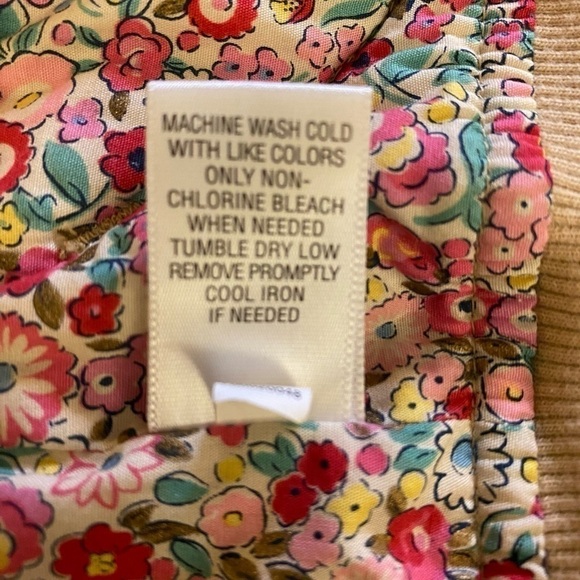 MACHINE WASH COLD
WITH LIKE COLORS
ONLY NON-
CHLORINE BLEACH
WHEN NEEDED
TUMBLE DRY LOW
REMOVE PROMPTLY
COOL IRON
IF NEEDED